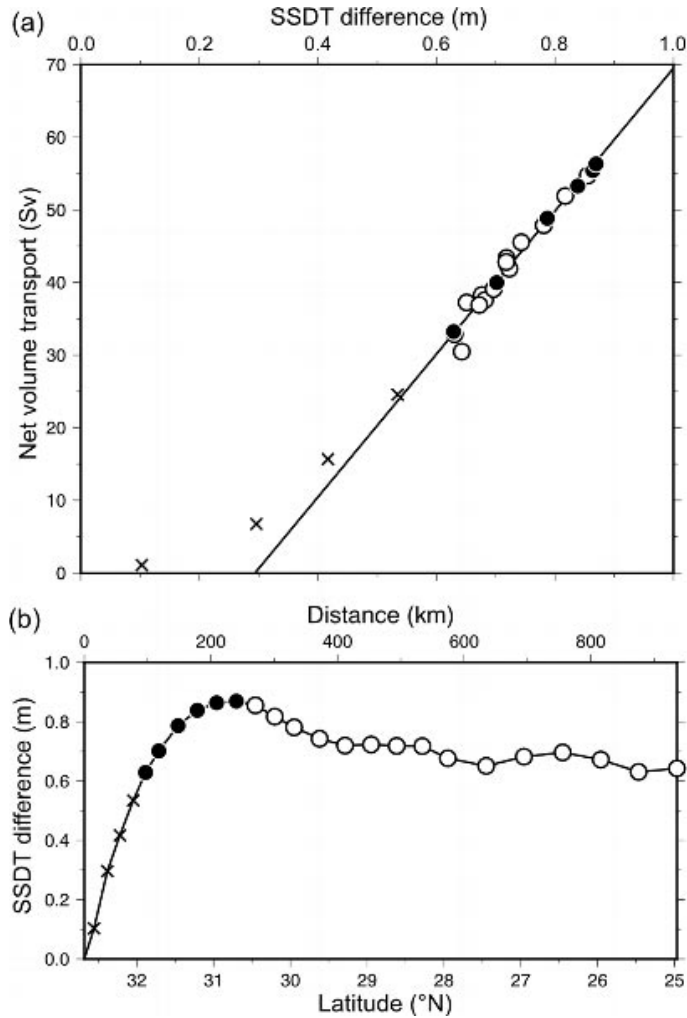 (a)
SSDT difference (m)
0.0 0.2 0.4 0.6 0.8 1.0
Net volume transport (Sv)
70
60
50
40
30
20
10
0
(b)
Distance (km)
0 200 400 600 800
SSDT difference (m)
1.0
0.8
0.6
0.4
0.2
0.0
32 31 30 29 28 27 26 25
Latitude (°N)